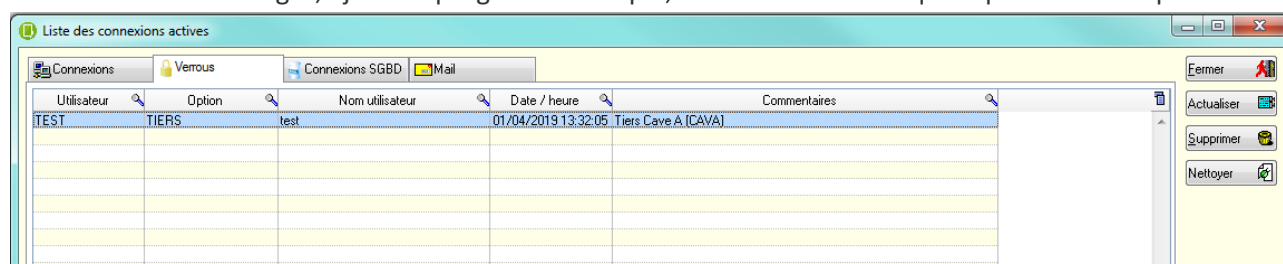 Liste des connexions actives
Connexions Verrous Connexions SGBD Mail
Fermer
Utilisateur Option Nom utilisateur Date / heure Commentaires
Actualiser
TEST TIERS test 01/04/2019 13:32:05 Tiers Cave A [CAVA]
Supprimer
Nettoyer